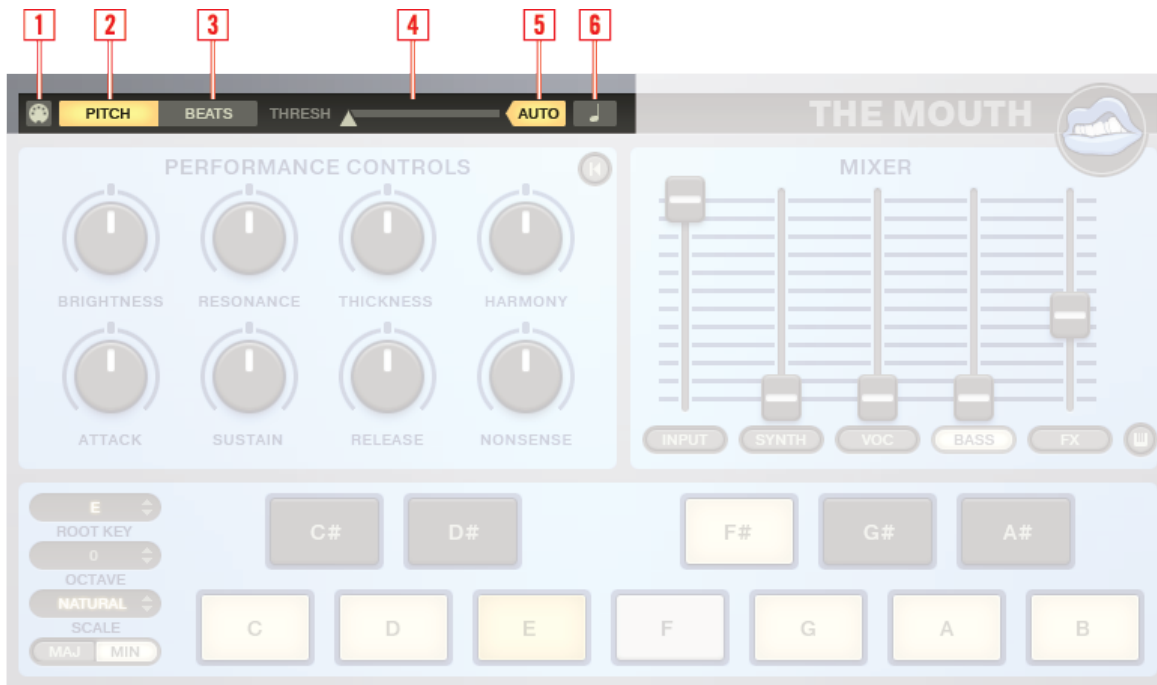 1 2 3 4 5 6
PITCH BEATS THRESH AUTO
THE MOUTH
PERFORMANCE CONTROLS
MIXER
BRIGHTNESS RESONANCE THICKNESS HARMONY
ATTACK SUSTAIN RELEASE NONSENSE
INPUT SYNTH VOC BASS FX
E
ROOT KEY
0
OCTAVE
NATURAL
SCALE
MAJ MIN
C# D# F# G# A#
C D E F G A B